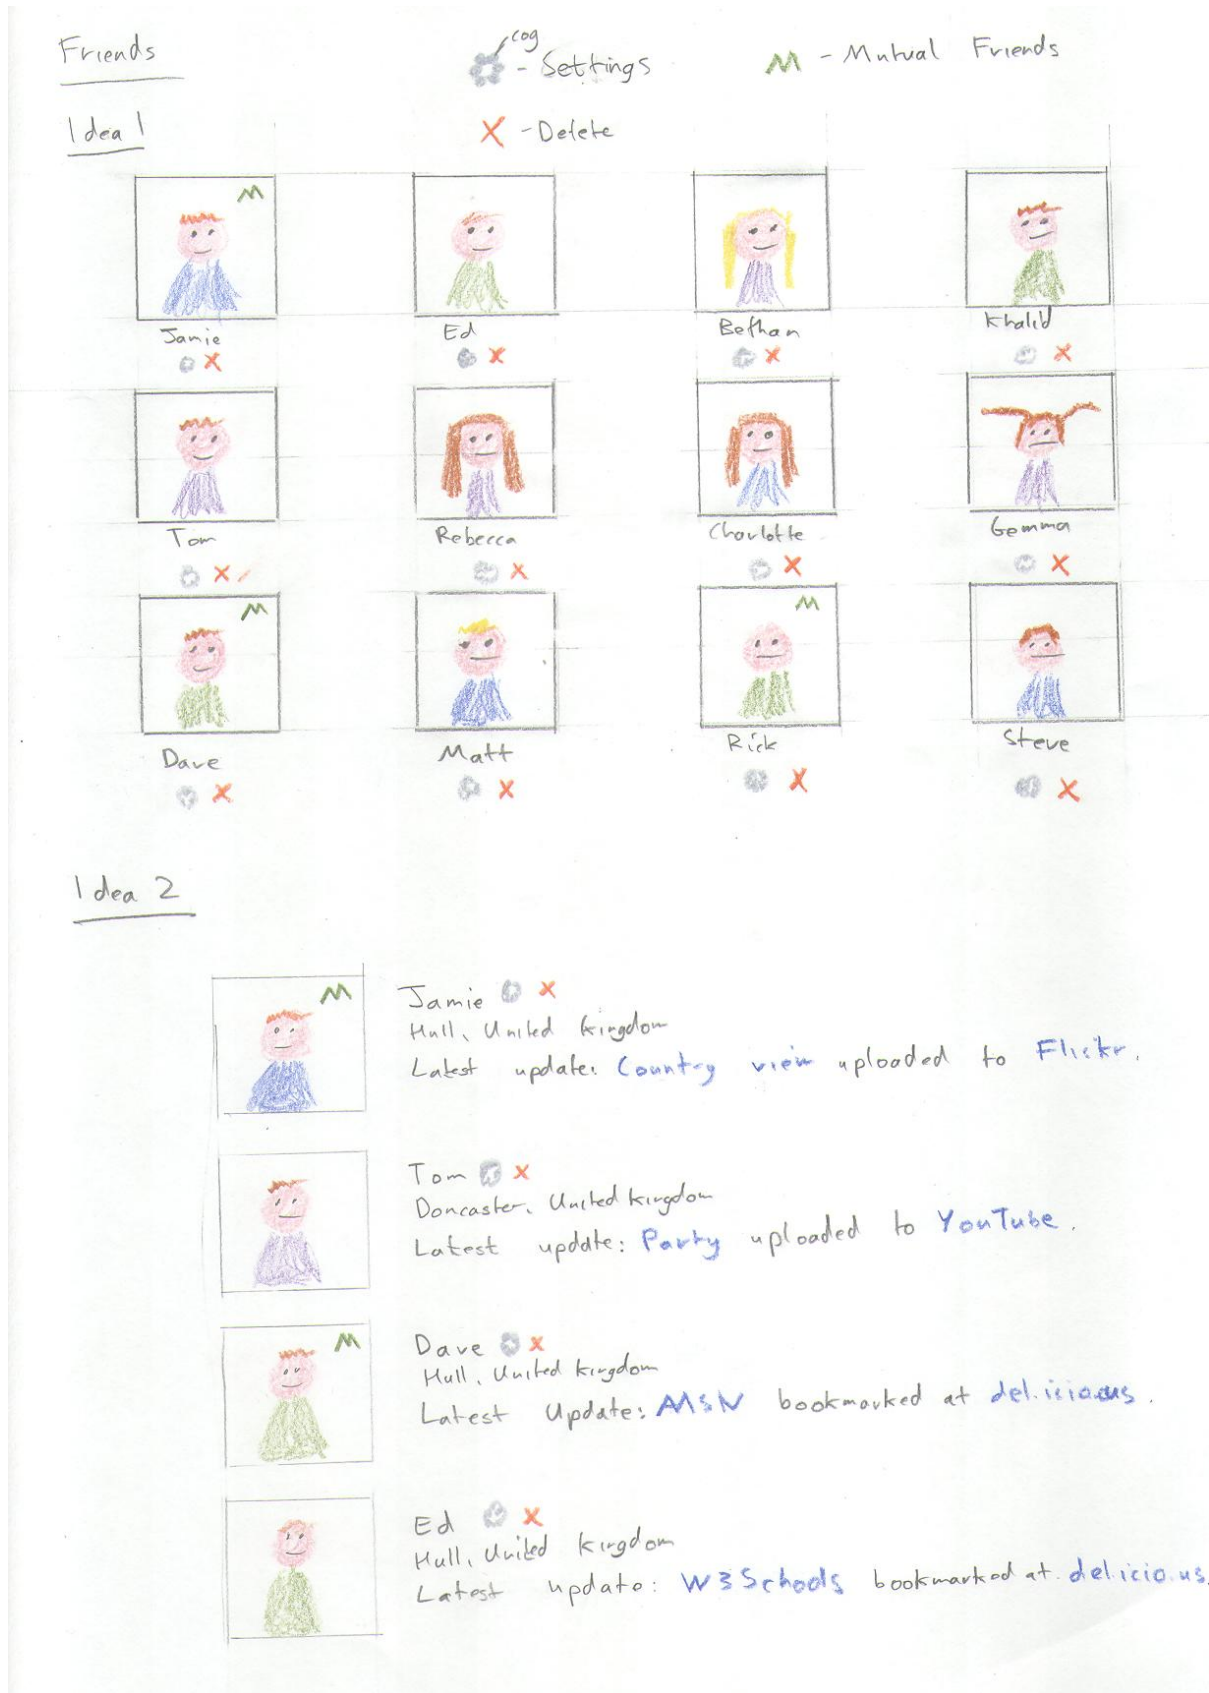 Friends
cog
- Settings
M - Mutual Friends
Idea 1
X - Delete
M
Jamie
Ed
Bethan
Khalid
Tom
Rebecca
Charlotte
Gemma
M
M
Dave
Matt
Rick
Steve
Idea 2
M
Jamie
Hull, United Kingdom
Latest update: Country view uploaded to Flickr.
Tom
Doncaster, United Kingdom
Latest update: Party uploaded to YouTube.
M
Dave
Hull, United Kingdom
Latest Update: MSN bookmarked at del.icio.us.
Ed
Hull, United Kingdom
Latest update: W3Schools bookmarked at del.icio.us.